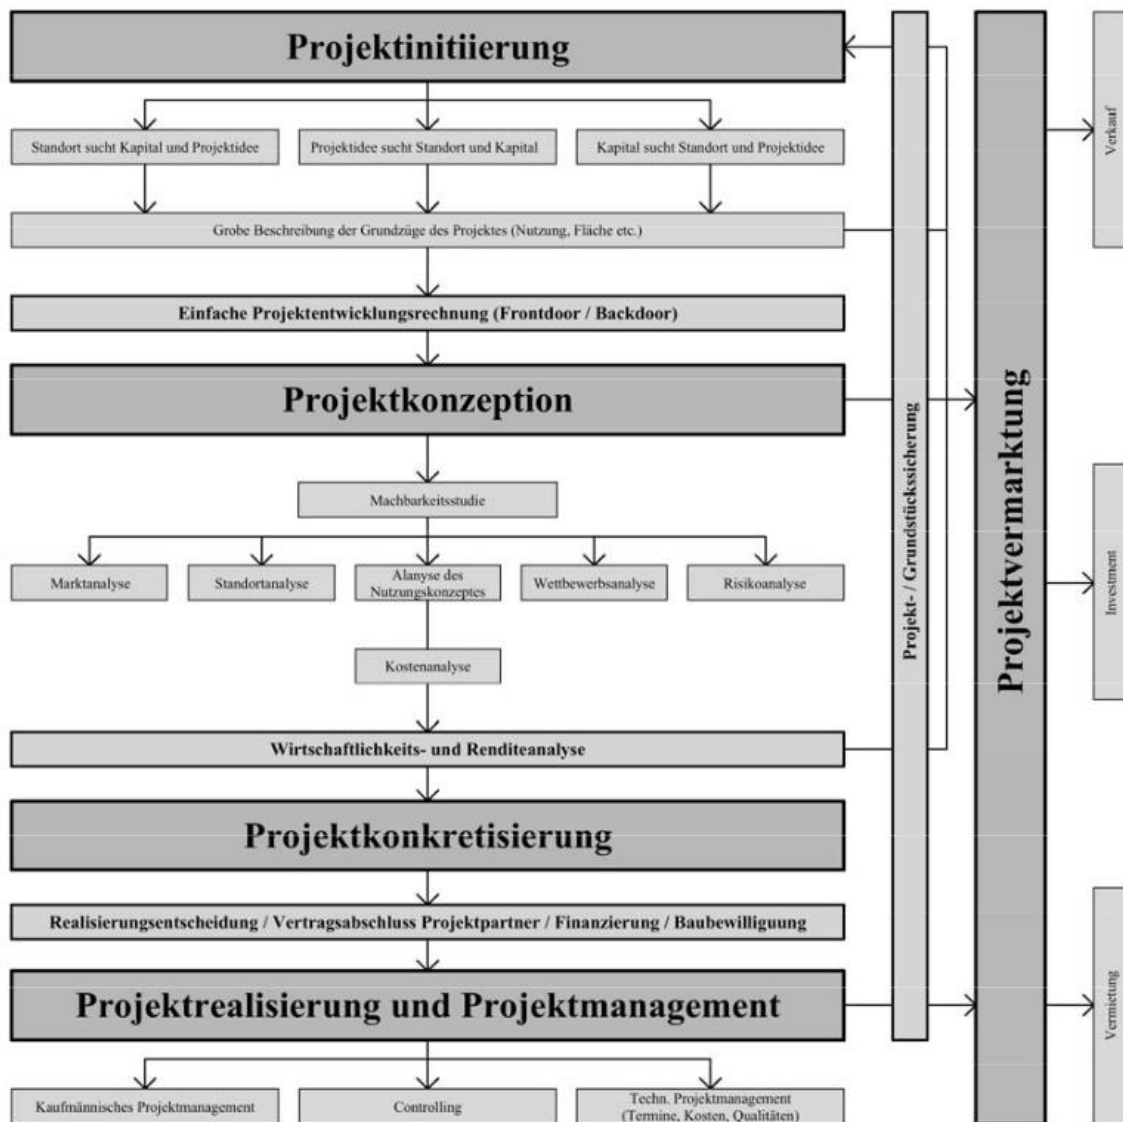 Projektinitiierung
Standort sucht Kapital und Projektidee
Projektidee sucht Standort und Kapital
Kapital sucht Standort und Projektidee
Grobe Beschreibung der Grundzüge des Projektes (Nutzung, Fläche etc.)
Einfache Projektentwicklungsrechnung (Frontdoor / Backdoor)
Projektkonzeption
Machbarkeitsstudie
Marktanalyse
Standortanalyse
Alanyse des
Nutzungskonzeptes
Wettbewerbsanalyse
Risikoanalyse
Kostenanalyse
Wirtschaftlichkeits- und Renditeanalyse
Projektkonkretisierung
Realisierungsentscheidung / Vertragsabschluss Projektpartner / Finanzierung / Baubewilliguung
Projektrealisierung und Projektmanagement
Kaufmännisches Projektmanagement
Controlling
Techn. Projektmanagement
(Termine, Kosten, Qualitäten)
Projekt- / Grundstückssicherung
Projektvermarktung
Verkauf
Investment
Vermietung